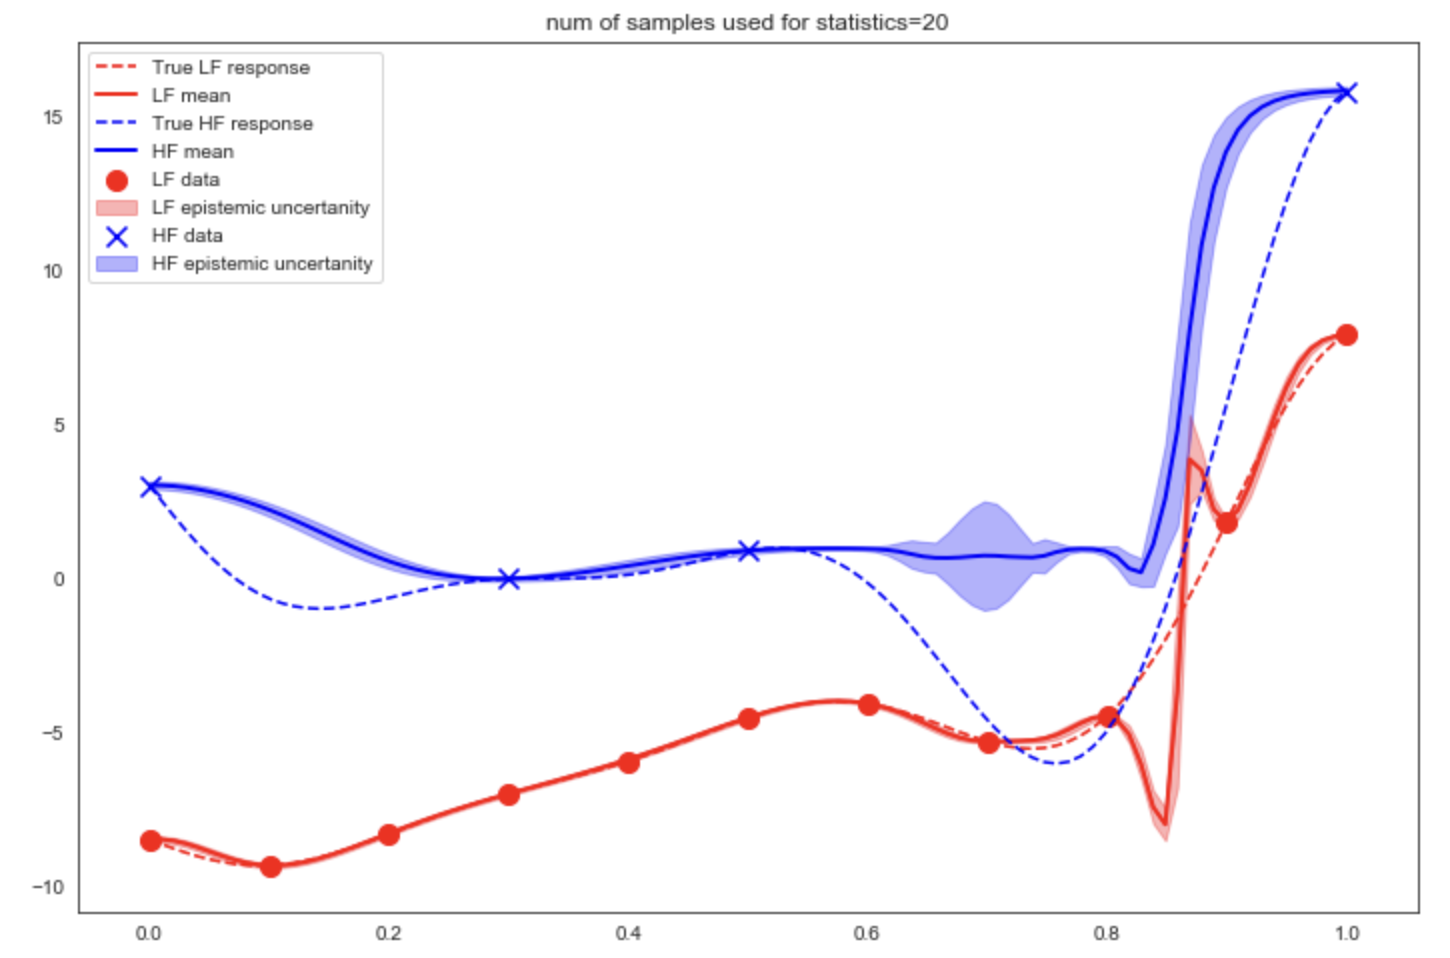 num of samples used for statistics=20
True LF response
LF mean
True HF response
HF mean
LF data
LF epistemic uncertanity
HF data
HF epistemic uncertanity
15
10
5
0
−5
−10
0.0 0.2 0.4 0.6 0.8 1.0